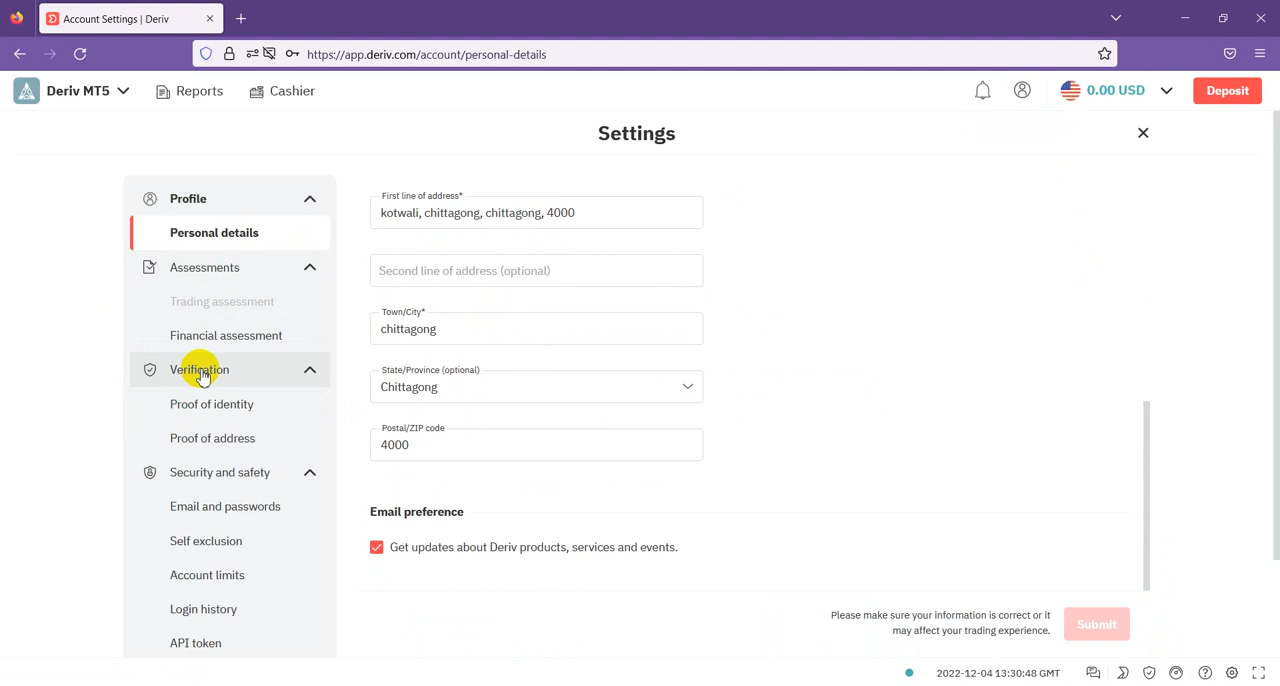 Account Settings | Deriv
https://app.deriv.com/account/personal-details
Deriv MT5
Reports
Cashier
0.00 USD
Deposit
Settings
Profile
Personal details
Assessments
Trading assessment
Financial assessment
Verification
Proof of identity
Proof of address
Security and safety
Email and passwords
Self exclusion
Account limits
Login history
API token
First line of address*
kotwali, chittagong, chittagong, 4000
Second line of address (optional)
Town/City*
chittagong
State/Province (optional)
Chittagong
Postal/ZIP code
4000
Email preference
Get updates about Deriv products, services and events.
Please make sure your information is correct or it
may affect your trading experience.
Submit
2022-12-04 13:30:48 GMT